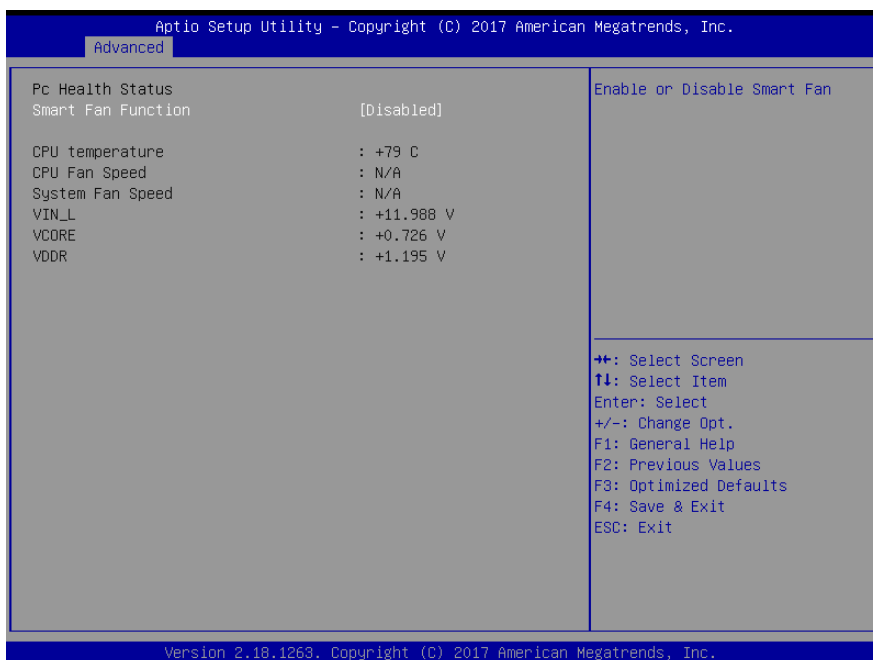 Aptio Setup Utility – Copyright (C) 2017 American Megatrends, Inc.
Advanced
Pc Health Status
Smart Fan Function [Disabled]
CPU temperature : +79 C
CPU Fan Speed : N/A
System Fan Speed : N/A
VIN_L : +11.988 V
VCORE : +0.726 V
VDDR : +1.195 V
Enable or Disable Smart Fan
→←: Select Screen
↑↓: Select Item
Enter: Select
+/-: Change Opt.
F1: General Help
F2: Previous Values
F3: Optimized Defaults
F4: Save & Exit
ESC: Exit
Version 2.18.1263. Copyright (C) 2017 American Megatrends, Inc.